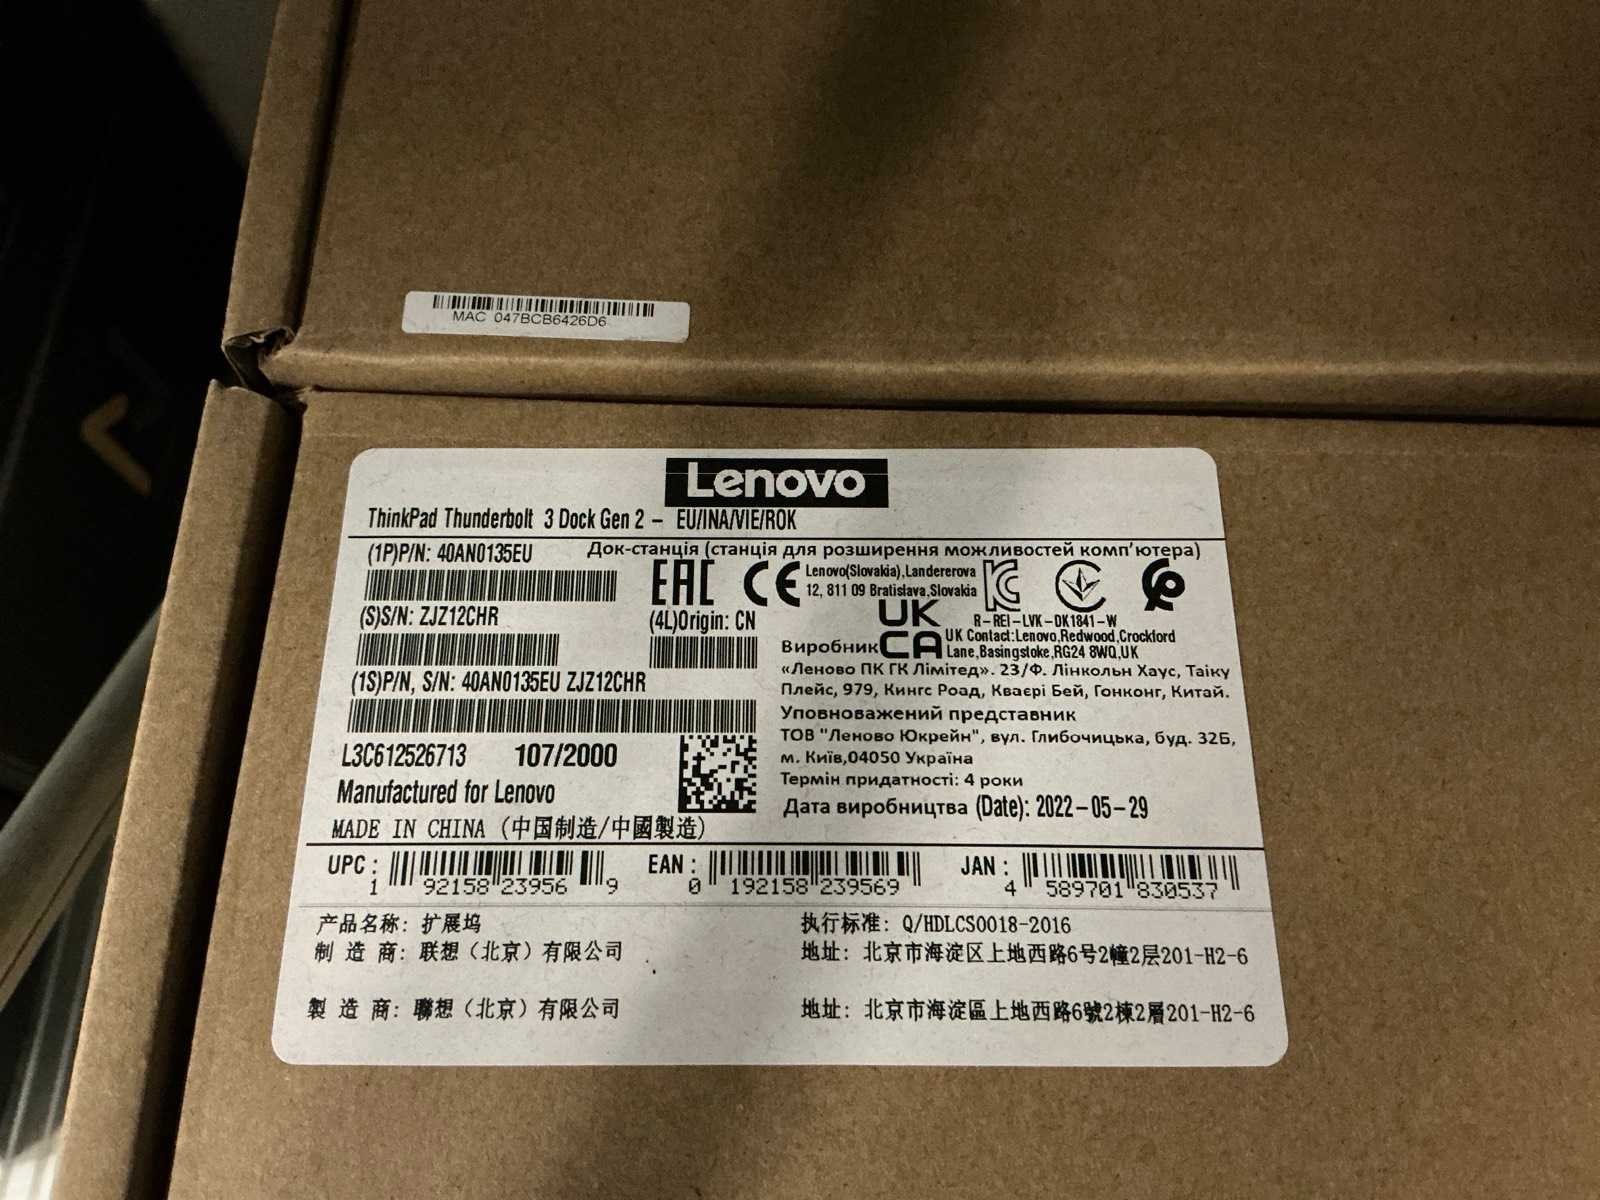 MAC 047BCB6426D6
Lenovo
ThinkPad Thunderbolt 3 Dock Gen 2 - EU/INA/VIE/ROK
(1P)P/N: 40AN0135EU
Док-станція (станція для розширення можливостей комп'ютера)
EAC CE
Lenovo(Slovakia),Landererova
12, 811 09 Bratislava,Slovakia
(S)S/N: ZJZ12CHR
(4L)Origin: CN
UK
CA
R-REI-LVK-DK1841-W
UK Contact:Lenovo,Redwood,Crockford
Lane,Basingstoke,RG24 8WQ,UK
Виробник
«Леново ПК ГК Лімітед». 23/Ф. Лінкольн Хаус, Тайку
Плейс, 979, Кингс Роад, Кваєрі Бей, Гонконг, Китай.
(1S)P/N, S/N: 40AN0135EU ZJZ12CHR
Уповноважений представник
ТОВ "Леново Юкрейн", вул. Глибочицька, буд. 32Б,
м. Київ,04050 Україна
Термін придатності: 4 роки
Дата виробництва (Date): 2022-05-29
L3C612526713 107/2000
Manufactured for Lenovo
MADE IN CHINA (中国制造/中國製造)
UPC: 1 92158 23956 9
EAN: 0 192158 239569
JAN: 4 589701 830537
产品名称: 扩展坞
执行标准: Q/HDLCS0018-2016
制 造 商: 联想（北京）有限公司
地址: 北京市海淀区上地西路6号2幢2层201-H2-6
製 造 商: 聯想（北京）有限公司
地址: 北京市海淀區上地西路6號2棟2層201-H2-6